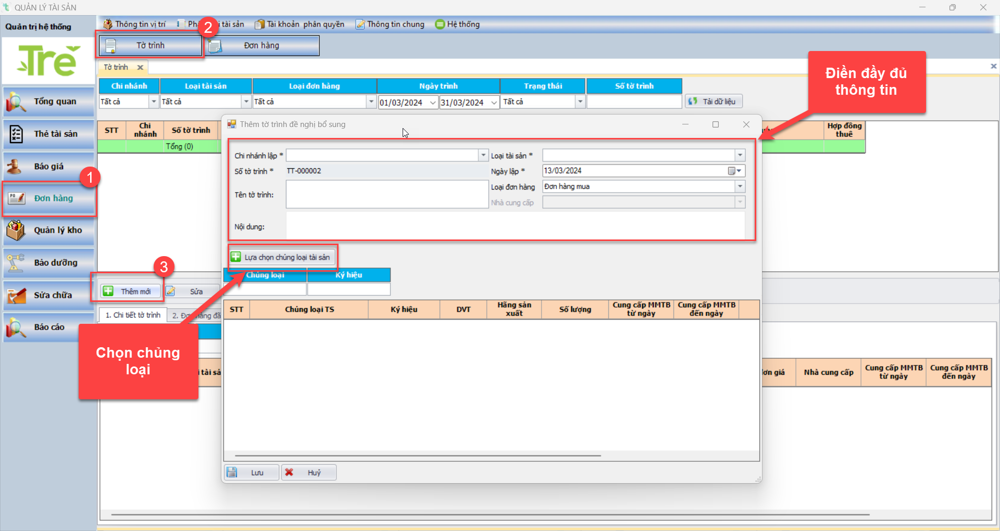 QUẢN LÝ TÀI SẢN
Quản trị hệ thống
Thông tin vị trí
tài sản
Tài khoản phân quyền
Thông tin chung
Hệ thống
2
Tờ trình
Đơn hàng
Tre
Tờ trình
Điền đầy đủ
thông tin
Chi nhánh
Loại tài sản
Loại đơn hàng
Ngày trình
Trạng thái
Số tờ trình
Tất cả
Tất cả
Tất cả
01/03/2024
31/03/2024
Tất cả
Tải dữ liệu
Tổng quan
Thẻ tài sản
Báo giá
1
Đơn hàng
Quản lý kho
Bảo dưỡng
Sửa chữa
Báo cáo
STT
Chi
nhánh
Số tờ trình
Hợp đồng
thuê
Tổng (0)
Thêm tờ trình đề nghị bổ sung
Chi nhánh lập *
Loại tài sản *
Số tờ trình *
TT-000002
Ngày lập *
13/03/2024
Tên tờ trình:
Loại đơn hàng
Đơn hàng mua
Nhà cung cấp
Nội dung:
Lựa chọn chủng loại tài sản
Chủng loại
Ký hiệu
3
Thêm mới
Sửa
STT
Chủng loại TS
Ký hiệu
DVT
Hãng sản
xuất
Số lượng
Cung cấp MMTB
từ ngày
Cung cấp MMTB
đến ngày
1. Chi tiết tờ trình
2. Đơn hàng đã
Chọn chủng
loại
tài sả
đơn giá
Nhà cung cấp
Cung cấp MMTB
từ ngày
Cung cấp MMTB
đến ngày
Lưu
Huỷ